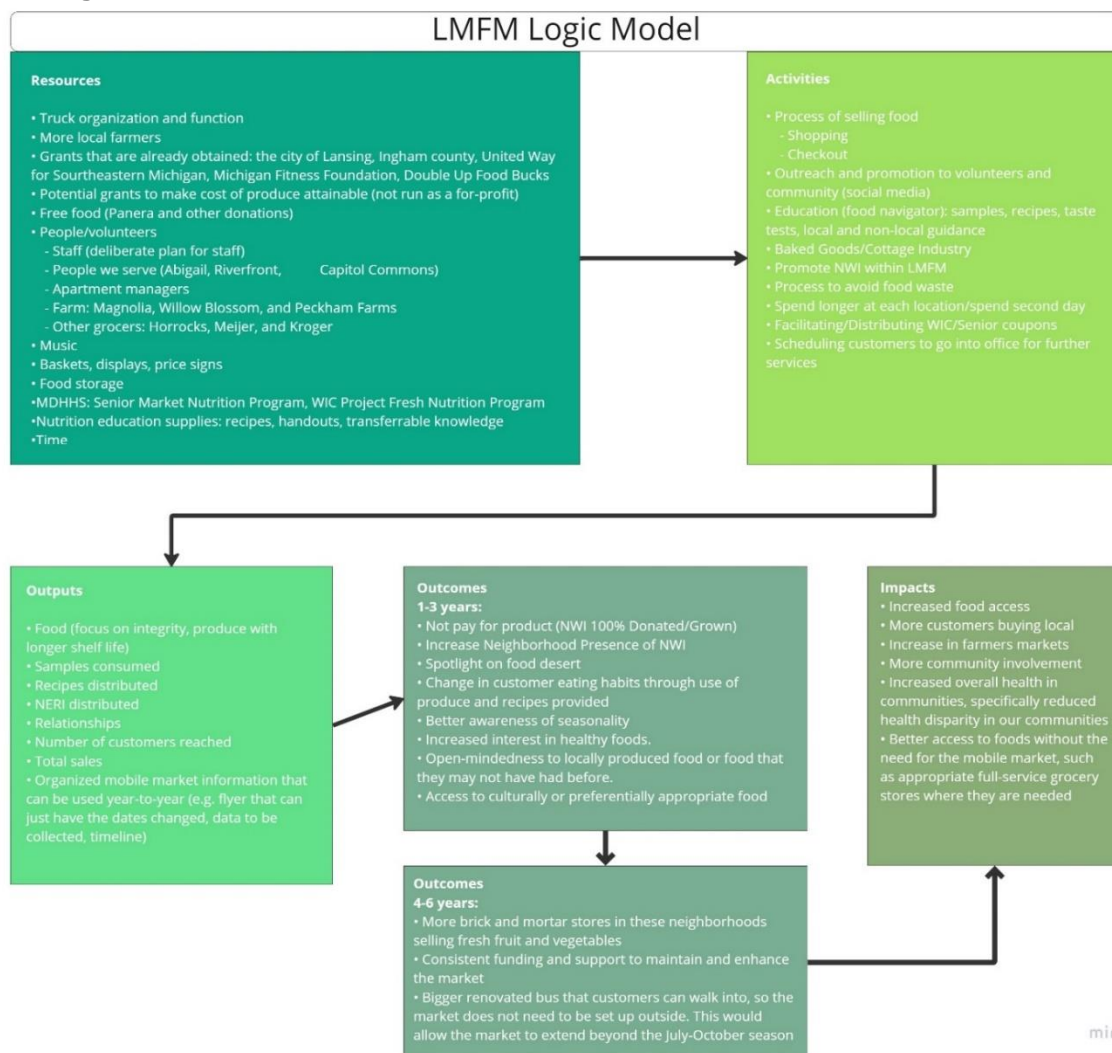 LMFM Logic Model
Resources
• Truck organization and function
• More local farmers
• Grants that are already obtained: the city of Lansing, Ingham county, United Way
for Sourtheastern Michigan, Michigan Fitness Foundation, Double Up Food Bucks
• Potential grants to make cost of produce attainable (not run as a for-profit)
• Free food (Panera and other donations)
• People/volunteers
- Staff (deliberate plan for staff)
- People we serve (Abigail, Riverfront, Capitol Commons)
- Apartment managers
- Farm: Magnolia, Willow Blossom, and Peckham Farms
- Other grocers: Horrocks, Meijer, and Kroger
• Music
• Baskets, displays, price signs
• Food storage
•MDHHS: Senior Market Nutrition Program, WIC Project Fresh Nutrition Program
•Nutrition education supplies: recipes, handouts, transferrable knowledge
•Time
Activities
• Process of selling food
- Shopping
- Checkout
• Outreach and promotion to volunteers and
community (social media)
• Education (food navigator): samples, recipes, taste
tests, local and non-local guidance
• Baked Goods/Cottage Industry
• Promote NWI within LMFM
• Process to avoid food waste
• Spend longer at each location/spend second day
• Facilitating/Distributing WIC/Senior coupons
• Scheduling customers to go into office for further
services
Outputs
• Food (focus on integrity, produce with
longer shelf life)
• Samples consumed
• Recipes distributed
• NERI distributed
• Relationships
• Number of customers reached
• Total sales
• Organized mobile market information that
can be used year-to-year (e.g. flyer that can
just have the dates changed, data to be
collected, timeline)
Outcomes
1-3 years:
• Not pay for product (NWI 100% Donated/Grown)
• Increase Neighborhood Presence of NWI
• Spotlight on food desert
• Change in customer eating habits through use of
produce and recipes provided
• Better awareness of seasonality
• Increased interest in healthy foods.
• Open-mindedness to locally produced food or food that
they may not have had before.
• Access to culturally or preferentially appropriate food
Outcomes
4-6 years:
• More brick and mortar stores in these neighborhoods
selling fresh fruit and vegetables
• Consistent funding and support to maintain and enhance
the market
• Bigger renovated bus that customers can walk into, so the
market does not need to be set up outside. This would
allow the market to extend beyond the July-October season
Impacts
• Increased food access
• More customers buying local
• Increase in farmers markets
• More community involvement
• Increased overall health in
communities, specifically reduced
health disparity in our communities
• Better access to foods without the
need for the mobile market, such
as appropriate full-service grocery
stores where they are needed